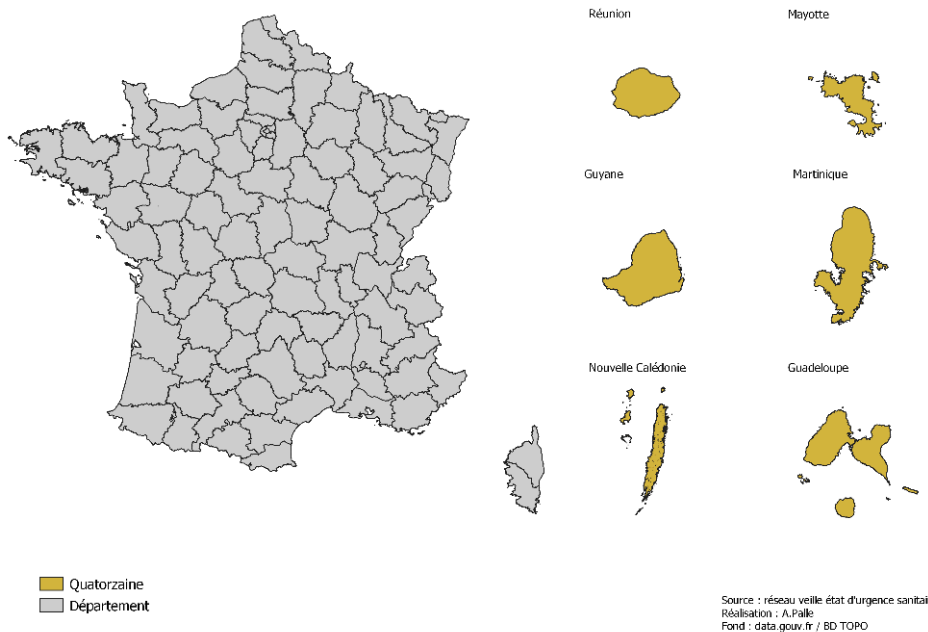 Réunion
Mayotte
Guyane
Martinique
Nouvelle Calédonie
Guadeloupe
Quatorzaine
Département
Source : réseau veille état d'urgence sanitai
Réalisation : A.Palle
Fond : data.gouv.fr / BD TOPO